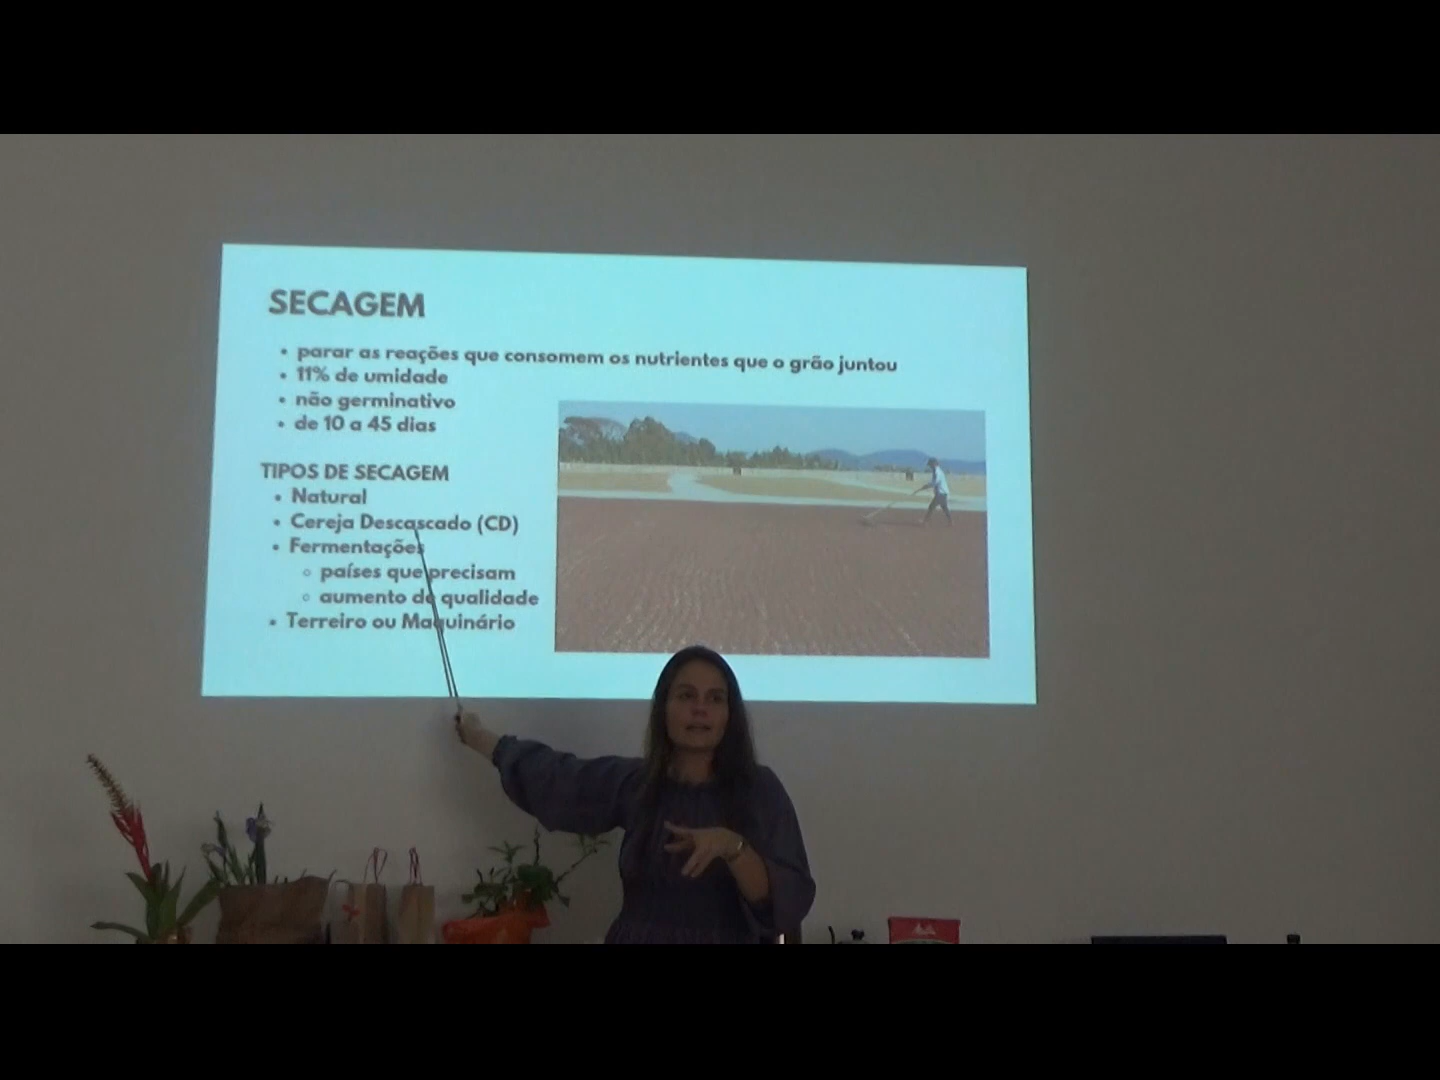 SECAGEM
• parar as reações que consomem os nutrientes que o grão juntou
• 11% de umidade
• não germinativo
• de 10 a 45 dias
TIPOS DE SECAGEM
• Natural
• Cereja Descascado (CD)
• Fermentações
◦ países que precisam
◦ aumento de qualidade
• Terreiro ou Maquinário
Melitta